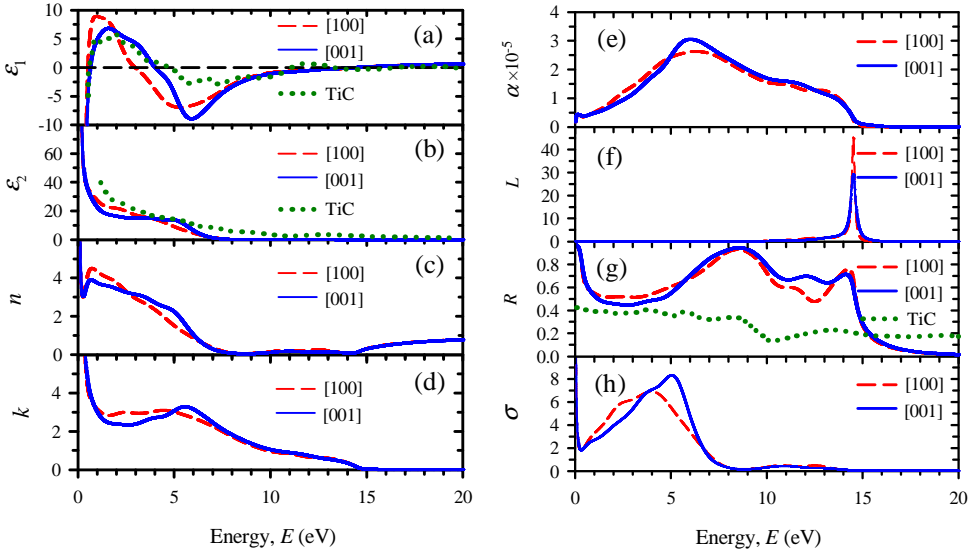 10
5
0
-5
-10
ε₁
(a)
[100]
[001]
TiC
60
40
20
0
ε₂
(b)
[100]
[001]
TiC
4
2
0
n
(c)
[100]
[001]
4
2
0
k
(d)
[100]
[001]
0 5 10 15 20
Energy, E (eV)
4
3
2
1
0
α×10⁻⁵
(e)
[100]
[001]
40
30
20
10
0
L
(f)
[100]
[001]
0.8
0.6
0.4
0.2
0.0
R
(g)
[100]
[001]
TiC
8
6
4
2
0
σ
(h)
[100]
[001]
0 5 10 15 20
Energy, E (eV)